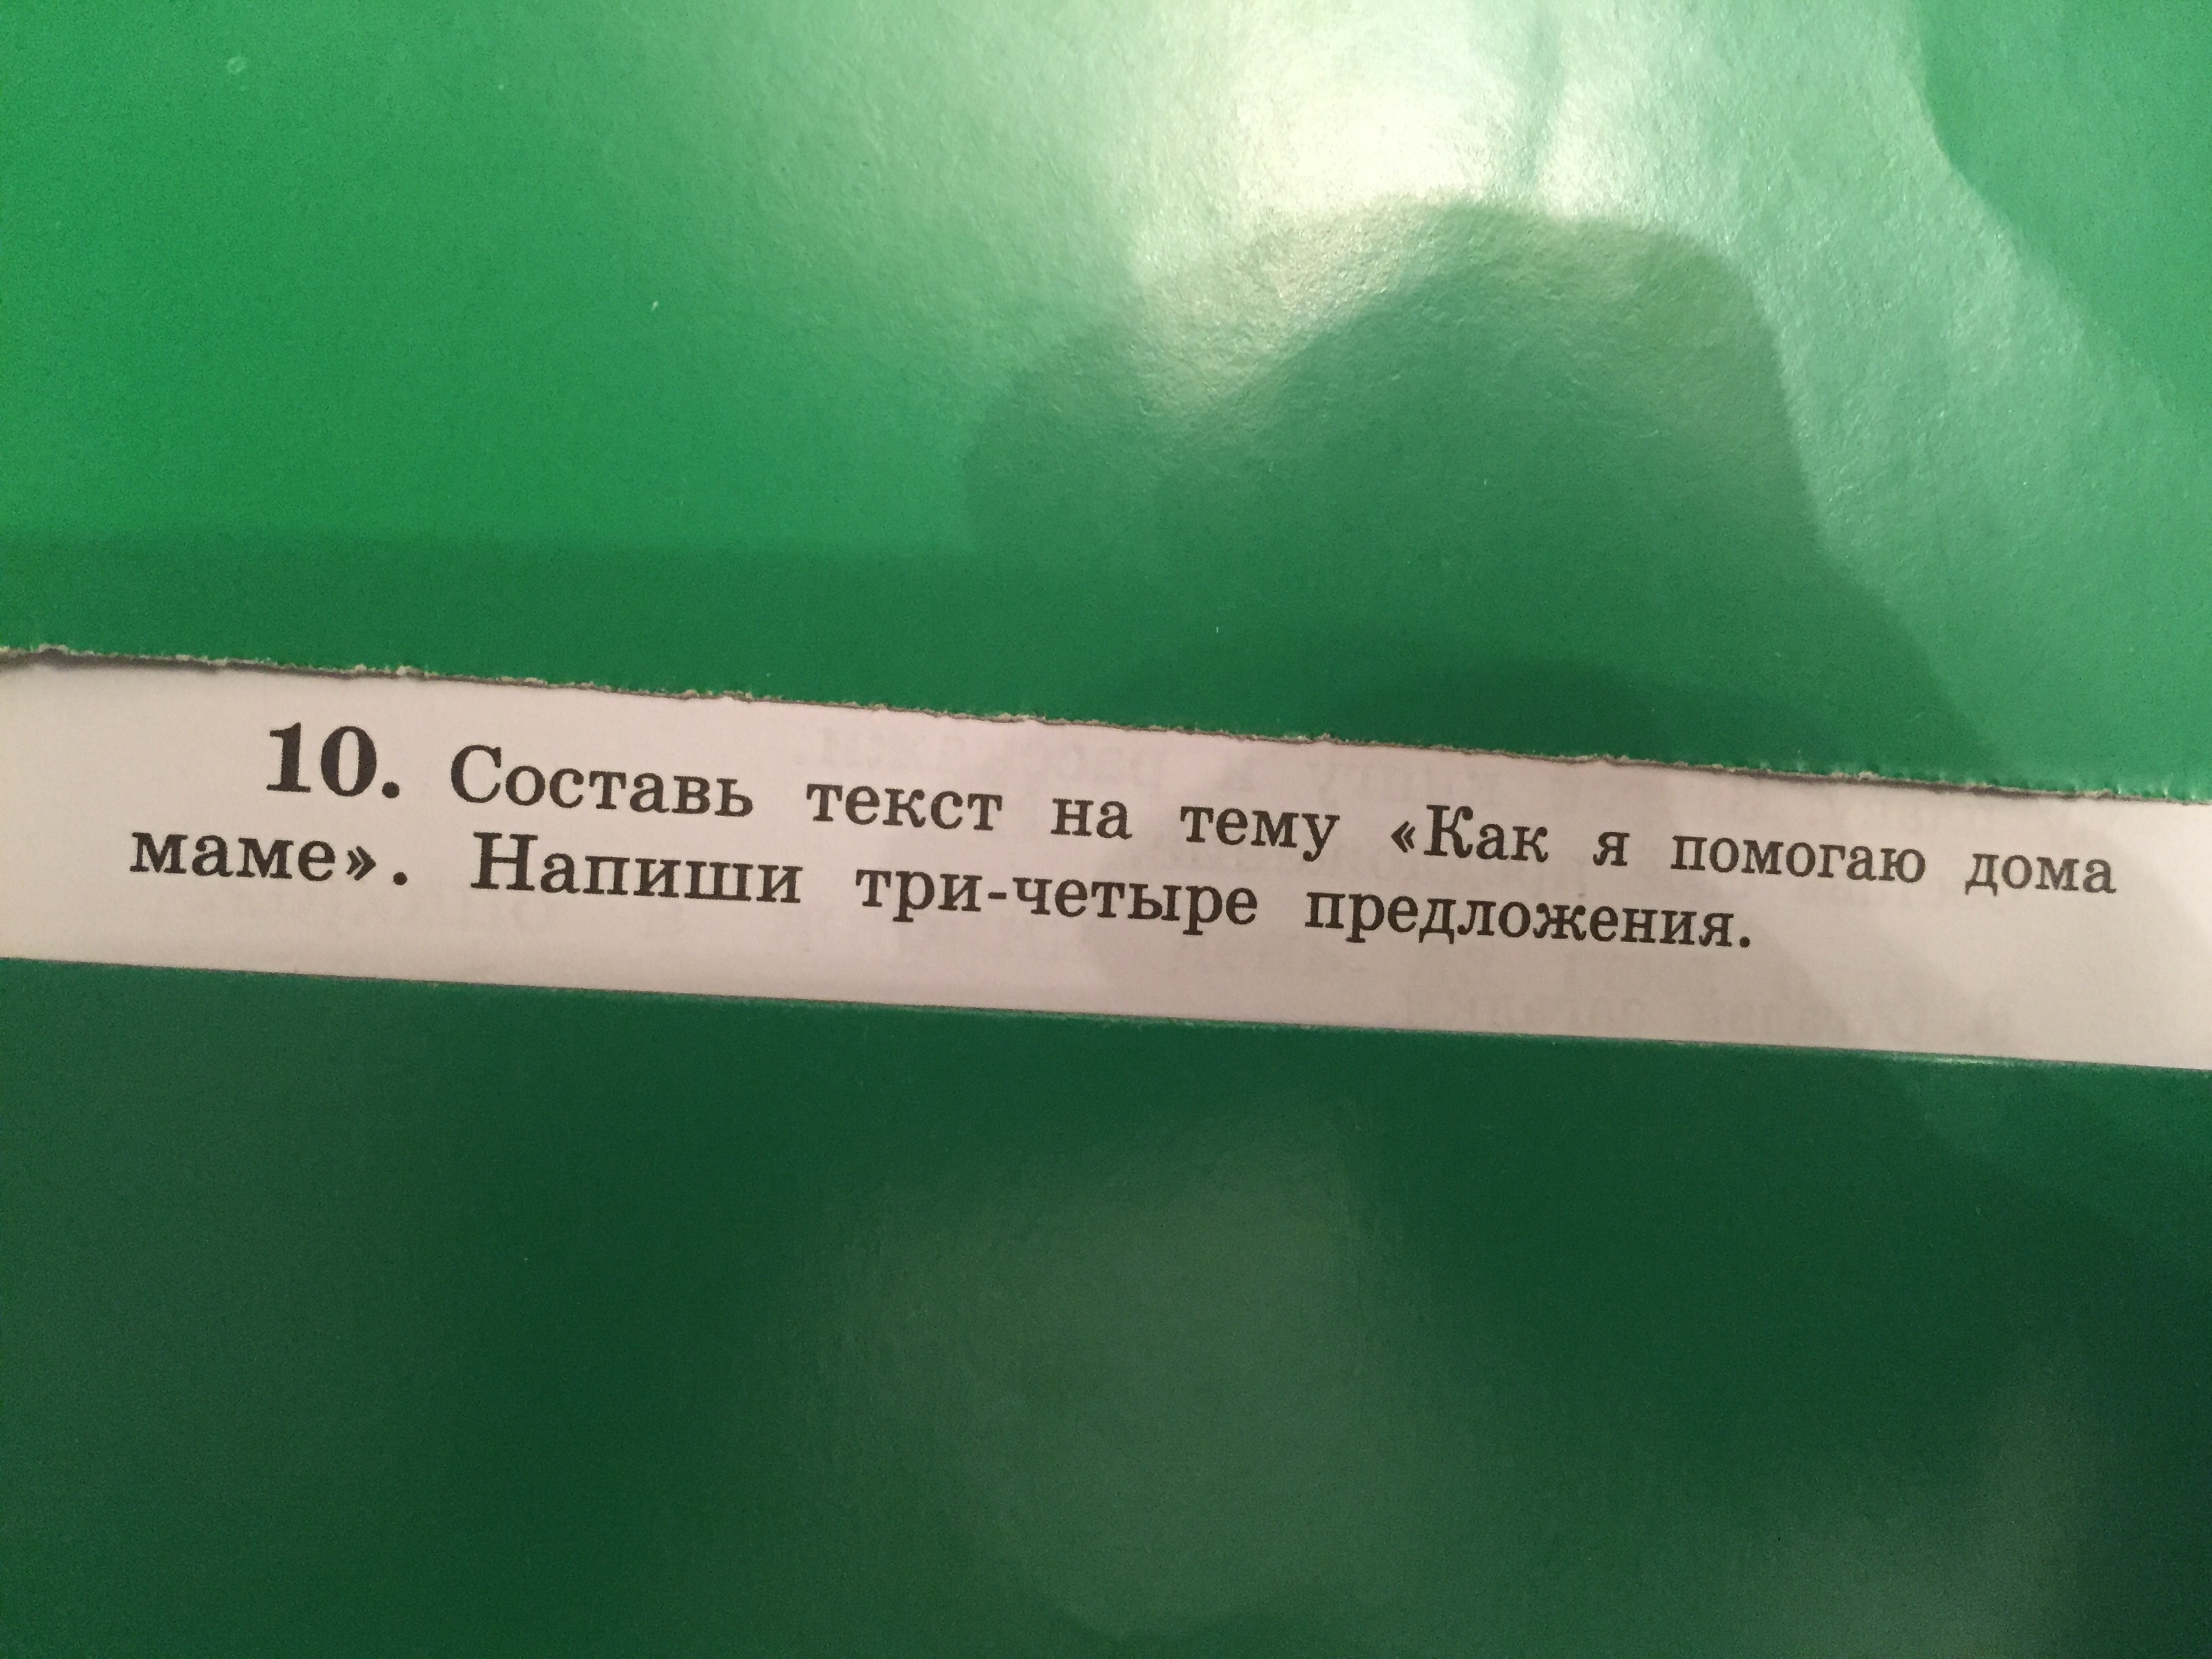 10. Составь текст на тему «Как я помогаю дома
маме». Напиши три-четыре предложения.